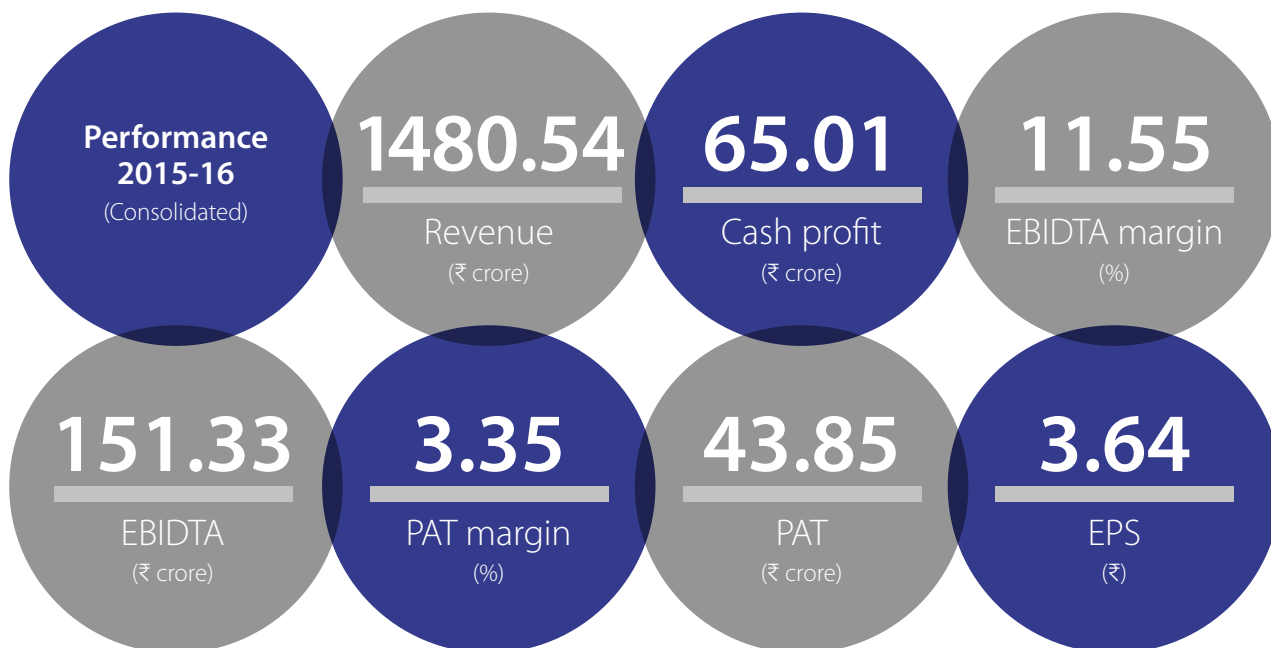 Performance
2015-16
(Consolidated)
1480.54
Revenue
(₹ crore)
65.01
Cash profit
(₹ crore)
11.55
EBIDTA margin
(%)
151.33
EBIDTA
(₹ crore)
3.35
PAT margin
(%)
43.85
PAT
(₹ crore)
3.64
EPS
(₹)